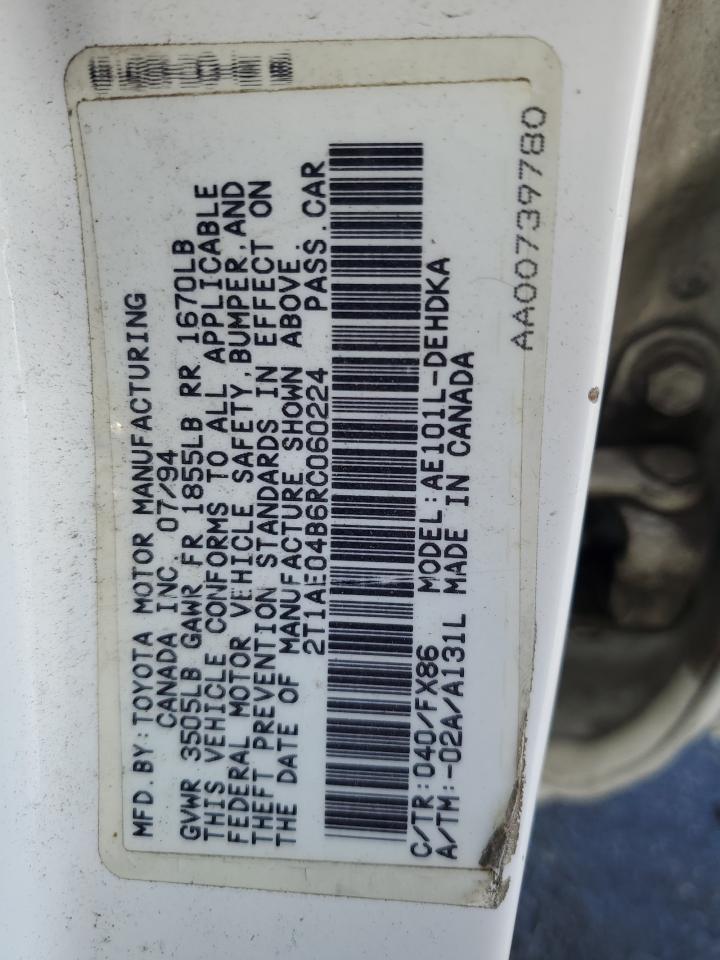 MFD.BY:TOYOTA MOTOR MANUFACTURING
CANADA INC. 07/94
GVWR 3505LB GAWR FR 1855LB RR 1670LB
THIS VEHICLE CONFORMS TO ALL APPLICABLE
FEDERAL MOTOR VEHICLE SAFETY,BUMPER,AND
THEFT PREVENTION STANDARDS IN EFFECT ON
THE DATE OF MANUFACTURE SHOWN ABOVE.
2T1AE04B6RC060224 PASS.CAR
C/TR:040/FX86 MODEL:AE101L-DEHDKA
A/TM:-02A/A131L MADE IN CANADA
AA00739780